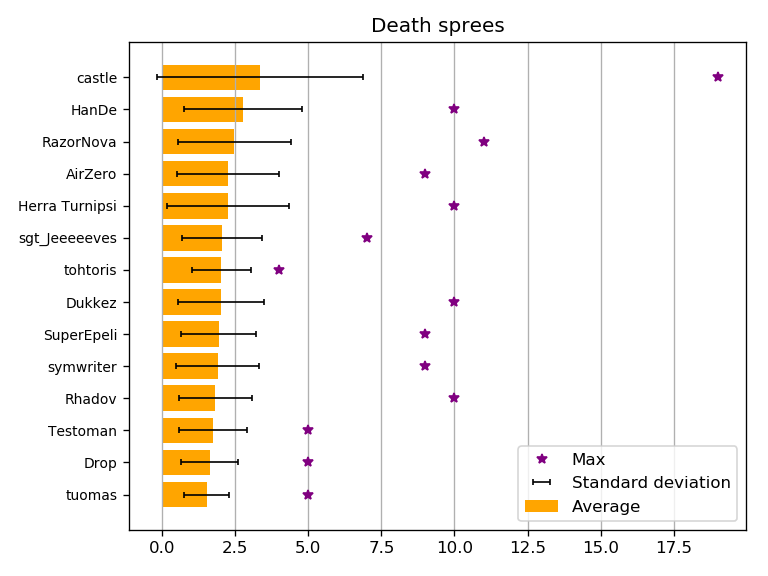 Death sprees
castle
HanDe
RazorNova
AirZero
Herra Turnipsi
sgt_Jeeeeeves
tohtoris
Dukkez
SuperEpeli
symwriter
Rhadov
Testoman
Drop
tuomas
Max
Standard deviation
Average
0.0 2.5 5.0 7.5 10.0 12.5 15.0 17.5